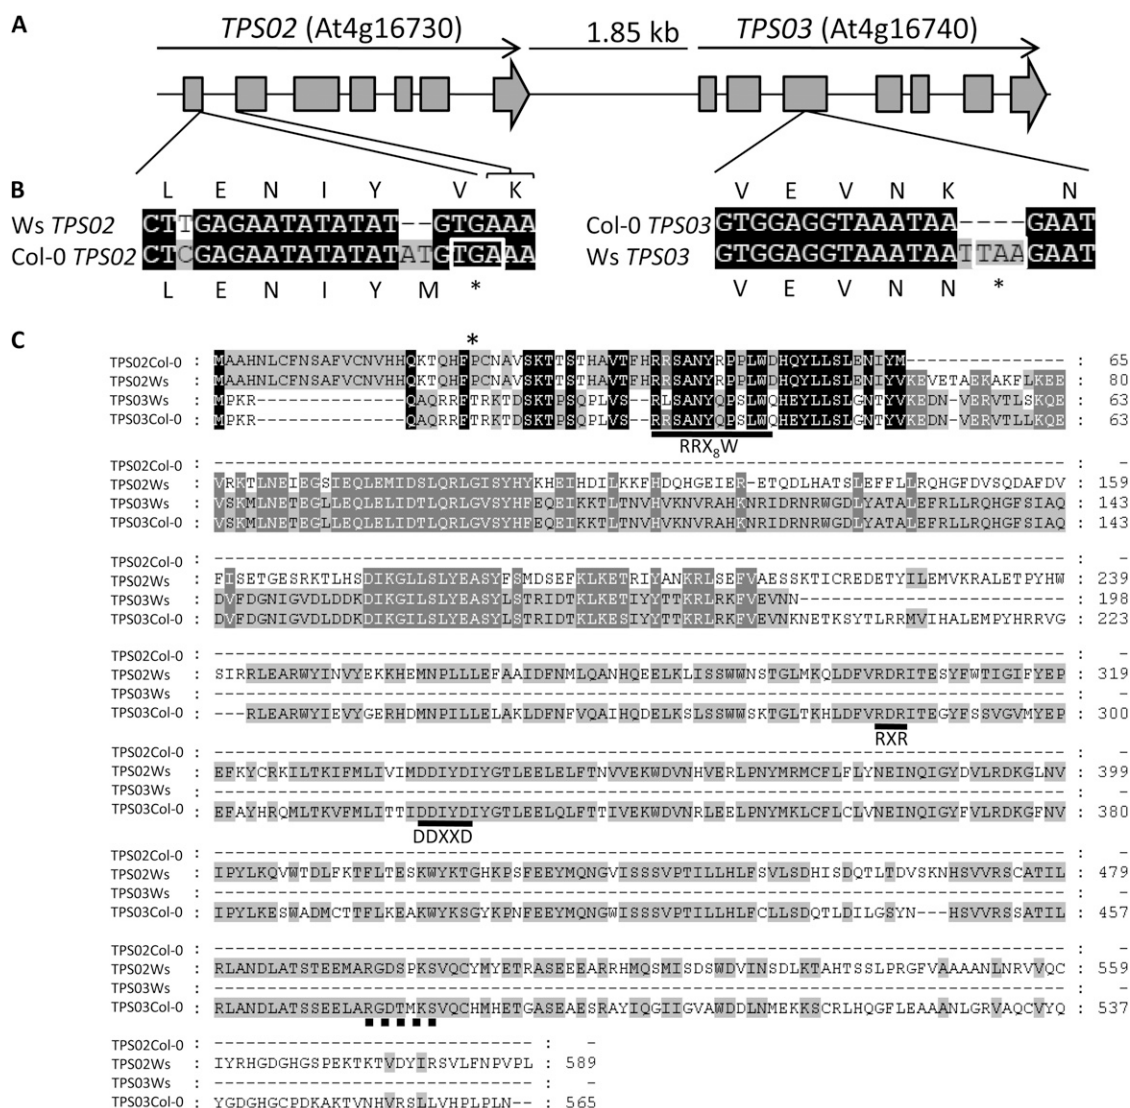 A
TPS02 (At4g16730) 1.85 kb TPS03 (At4g16740)
B
L E N I Y V K
Ws TPS02 CTTGAGAATATATAT--GTGAAA
Col-0 TPS02 CTCGAGAATATATATATGTGAAA
L E N I Y M *
V E V N K N
Col-0 TPS03 GTGGAGGTAAATAA----GAAT
Ws TPS03 GTGGAGGTAAATAATTAAGAAT
V E V N N *
C
*
TPS02Col-0 : MAAHNLCFNSAFVCNVHHQKTQHFPCNAVSKTTSTHAVTFHRRSANYRPPLWDHQYLLSLENIYM--------------- : 65
TPS02Ws : MAAHNLCFNSAFVCNVHHQKTQHFPCNAVSKTTSTHAVTFHRRSANYRPPLWDHQYLLSLENIYVKEVETAEKAKFLKEE : 80
TPS03Ws : MPKR--------------QAQRRFTRKTDSKTPSQPLVS--RLSANYQPSLWQHEYLLSLGNTYVKEDN-VERVTLSKQE : 63
TPS03Col-0 : MPKR--------------QAQRRFTRKTDSKTPSQPLVS--RRSANYQPSLWQHEYLLSLGNTYVKEDN-VERVTLLKQE : 63
RRX8W
TPS02Col-0 : -------------------------------------------------------------------------------- : -
TPS02Ws : VRKTLNEIEGSIEQLEMIDSLQRLGISYHYKHEIHDILKKFHDQHGEIER-ETQDLHATSLEFFLLRQHGFDVSQDAFDV : 159
TPS03Ws : VSKMLNETEGLLEQLELIDTLQRLGVSYHFEQEIKKTLTNVHVKNVRAHKNRIDRNRWGDLYATALEFRLLRQHGFSIAQ : 143
TPS03Col-0 : VSKMLNETEGLLEQLELIDTLQRLGVSYHFEQEIKKTLTNVHVKNVRAHKNRIDRNRWGDLYATALEFRLLRQHGFSIAQ : 143
TPS02Col-0 : -------------------------------------------------------------------------------- : -
TPS02Ws : FISETGESRKTLHSDIKGLLSLYEASYFSMDSEFKLKETRIYANKRLSEFVAESSKTICREDETYILEMVKRALETPYHW : 239
TPS03Ws : DVFDGNIGVDLDDKDIKGILSLYEASYLSTRIDTKLKETIYYTTKRLRKFVEVNN------------------------- : 198
TPS03Col-0 : DVFDGNIGVDLDDKDIKGILSLYEASYLSTRIDTKLKESIYYTTKRLRKFVEVNKNETKSYTLRRMVIHALEMPYHRRVG : 223
TPS02Col-0 : -------------------------------------------------------------------------------- : -
TPS02Ws : SIRRLEARWYINVYEKKHEMNPLLLEFAAIDFNMLQANHQEELKLISSWWNSTGLMKQLDFVRDRITESYFWTIGIFYEP : 319
TPS03Ws : -------------------------------------------------------------------------------- : -
TPS03Col-0 : ---RLEARWYIEVYGERHDMNPILLELAKLDFNFVQAIHQDELKSLSSWWSKTGLTKHLDFVRDRITEGYFSSVGVMYEP : 300
RXR
TPS02Col-0 : -------------------------------------------------------------------------------- : -
TPS02Ws : EFKYCRKILTKIFMLIVIMDDIYDIYGTLEELELFTNVVEKWDVNHVERLPNYMRMCFLFLYNEINQIGYDVLRDKGLNV : 399
TPS03Ws : -------------------------------------------------------------------------------- : -
TPS03Col-0 : EFAYHRQMLTKVFMLITTIDDIYDIYGTLEELQLFTTIVEKWDVNRLEELPNYMKLCFLCLVNEINQIGYFVLRDKGFNV : 380
DDXXD
TPS02Col-0 : -------------------------------------------------------------------------------- : -
TPS02Ws : IPYLKQVWTDLFKTFLTESKWYKTGHKPSFEEYMQNGVISSSVPTILLHLFSVLSDHISDQTLTDVSKNHSVVRSCATIL : 479
TPS03Ws : -------------------------------------------------------------------------------- : -
TPS03Col-0 : IPYLKESWADMCTTFLKEAKWYKSGYKPNFEEYMQNGWISSSVPTILLHLFCLLSDQTLDILGSYN---HSVVRSSATIL : 457
TPS02Col-0 : -------------------------------------------------------------------------------- : -
TPS02Ws : RLANDLATSTEEMARGDSPKSVQCYMYETRASEEEARRHMQSMISDSWDVINSDLKTAHTSSLPRGFVAAAANLNRVVQC : 559
TPS03Ws : -------------------------------------------------------------------------------- : -
TPS03Col-0 : RLANDLATSSEELARGDTMKSVQCHMHETGASEAESRAYIQGIIGVAWDDLNMEKKSCRLHQGFLEAAANLGRVAQCVYQ : 537
TPS02Col-0 : ------------------------------ : -
TPS02Ws : IYRHGDGHGSPEKTKTVDYIRSVLFNPVPL : 589
TPS03Ws : ------------------------------ : -
TPS03Col-0 : YGDGHGCPDKAKTVNHVRSLLVHPLPLN-- : 565